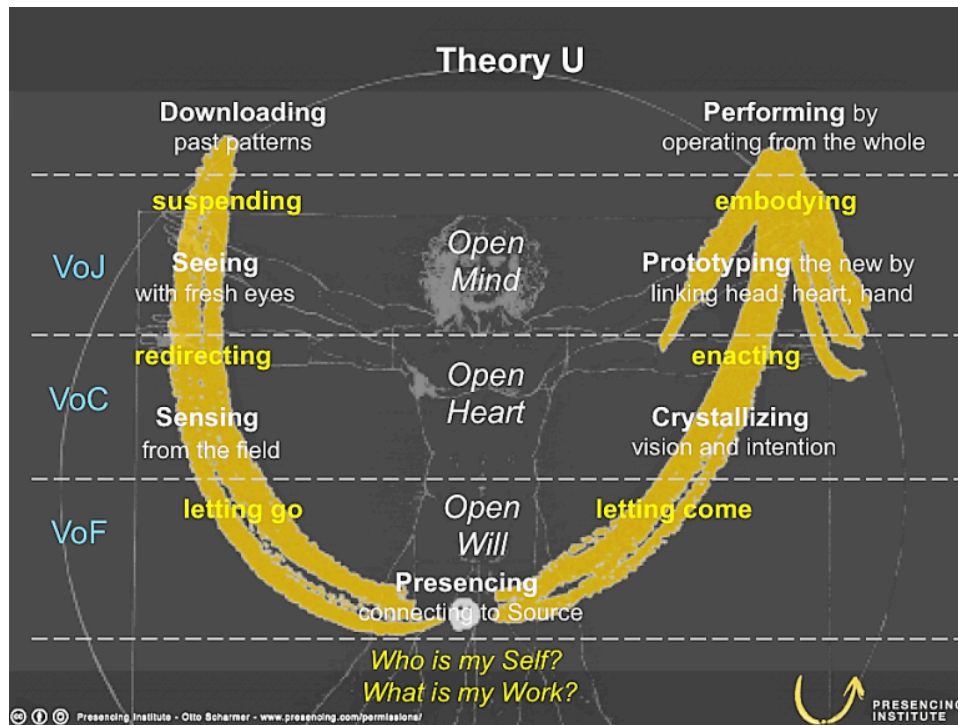 Theory U
Downloading
past patterns
Performing by
operating from the whole
suspending
embodying
VoJ
Open
Mind
Seeing
with fresh eyes
Prototyping the new by
linking head, heart, hand
redirecting
enacting
VoC
Open
Heart
Sensing
from the field
Crystallizing
vision and intention
letting go
letting come
VoF
Open
Will
Presencing
connecting to Source
Who is my Self?
What is my Work?
Presencing Institute - Otto Scharmer - www.presencing.com/permissions/
PRESENCING
INSTITUTE